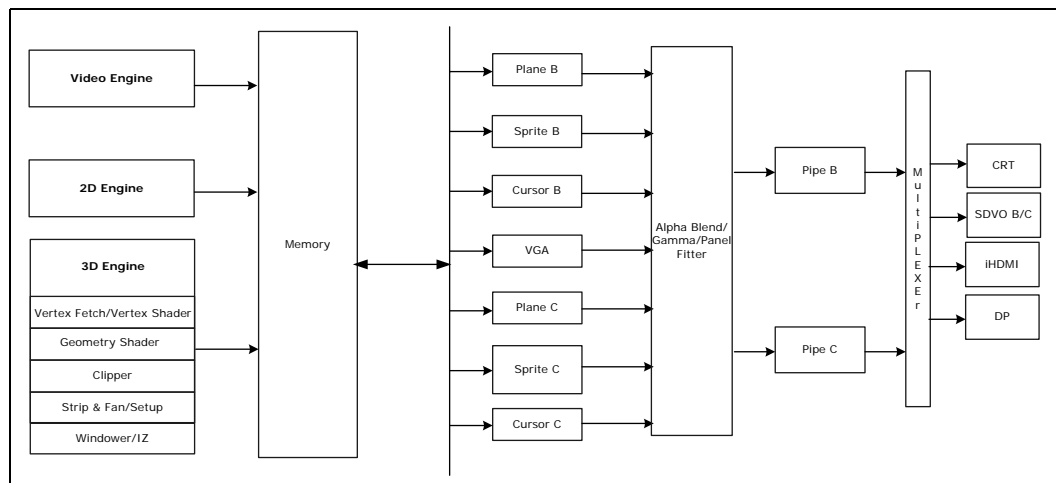 Video Engine
2D Engine
3D Engine
Vertex Fetch/Vertex Shader
Geometry Shader
Clipper
Strip & Fan/Setup
Windower/IZ
Memory
Plane B
Sprite B
Cursor B
VGA
Plane C
Sprite C
Cursor C
Alpha Blend/
Gamma/Panel
Fitter
Pipe B
Pipe C
MultiPLEXEr
CRT
SDVO B/C
iHDMI
DP